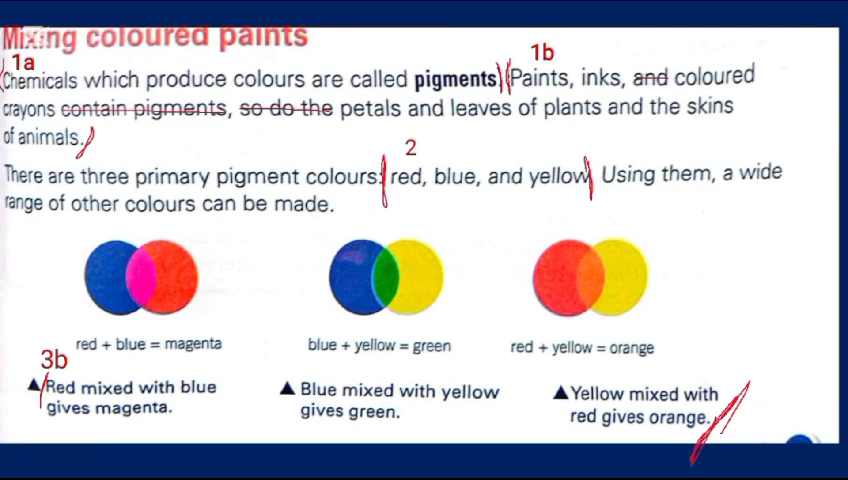 Mixing coloured paints
1a
1b
Chemicals which produce colours are called pigments. Paints, inks, and coloured
crayons contain pigments, so do the petals and leaves of plants and the skins
of animals.
2
There are three primary pigment colours: red, blue, and yellow. Using them, a wide
range of other colours can be made.
red + blue = magenta
blue + yellow = green
red + yellow = orange
3b
▲ Red mixed with blue
gives magenta.
▲ Blue mixed with yellow
gives green.
▲ Yellow mixed with
red gives orange.